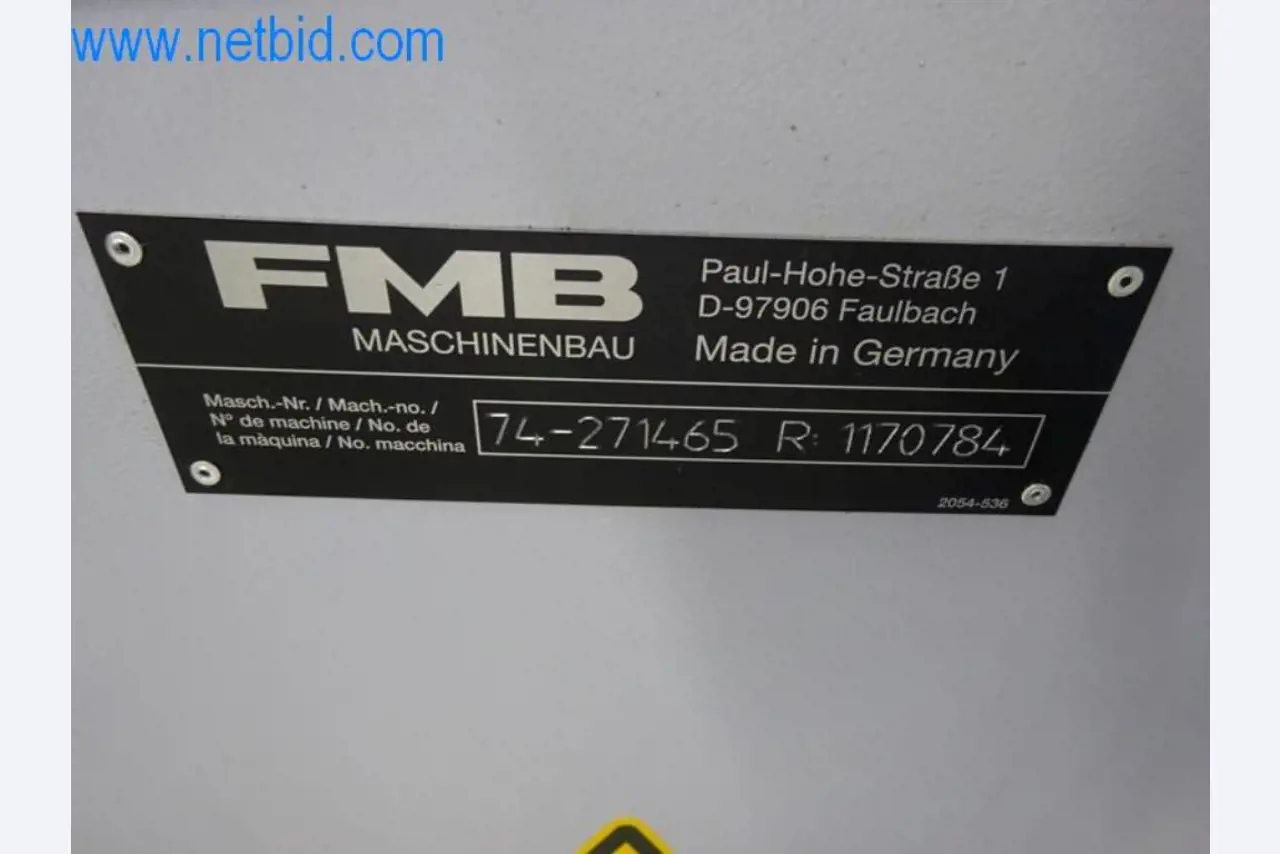 www.netbid.com
FMB
MASCHINENBAU
Paul-Hohe-Straße 1
D-97906 Faulbach
Made in Germany
Masch.-Nr. / Mach.-no. /
N° de machine / No. de
la màquina / No. macchina
74-271465 R: 1170784
2054-536